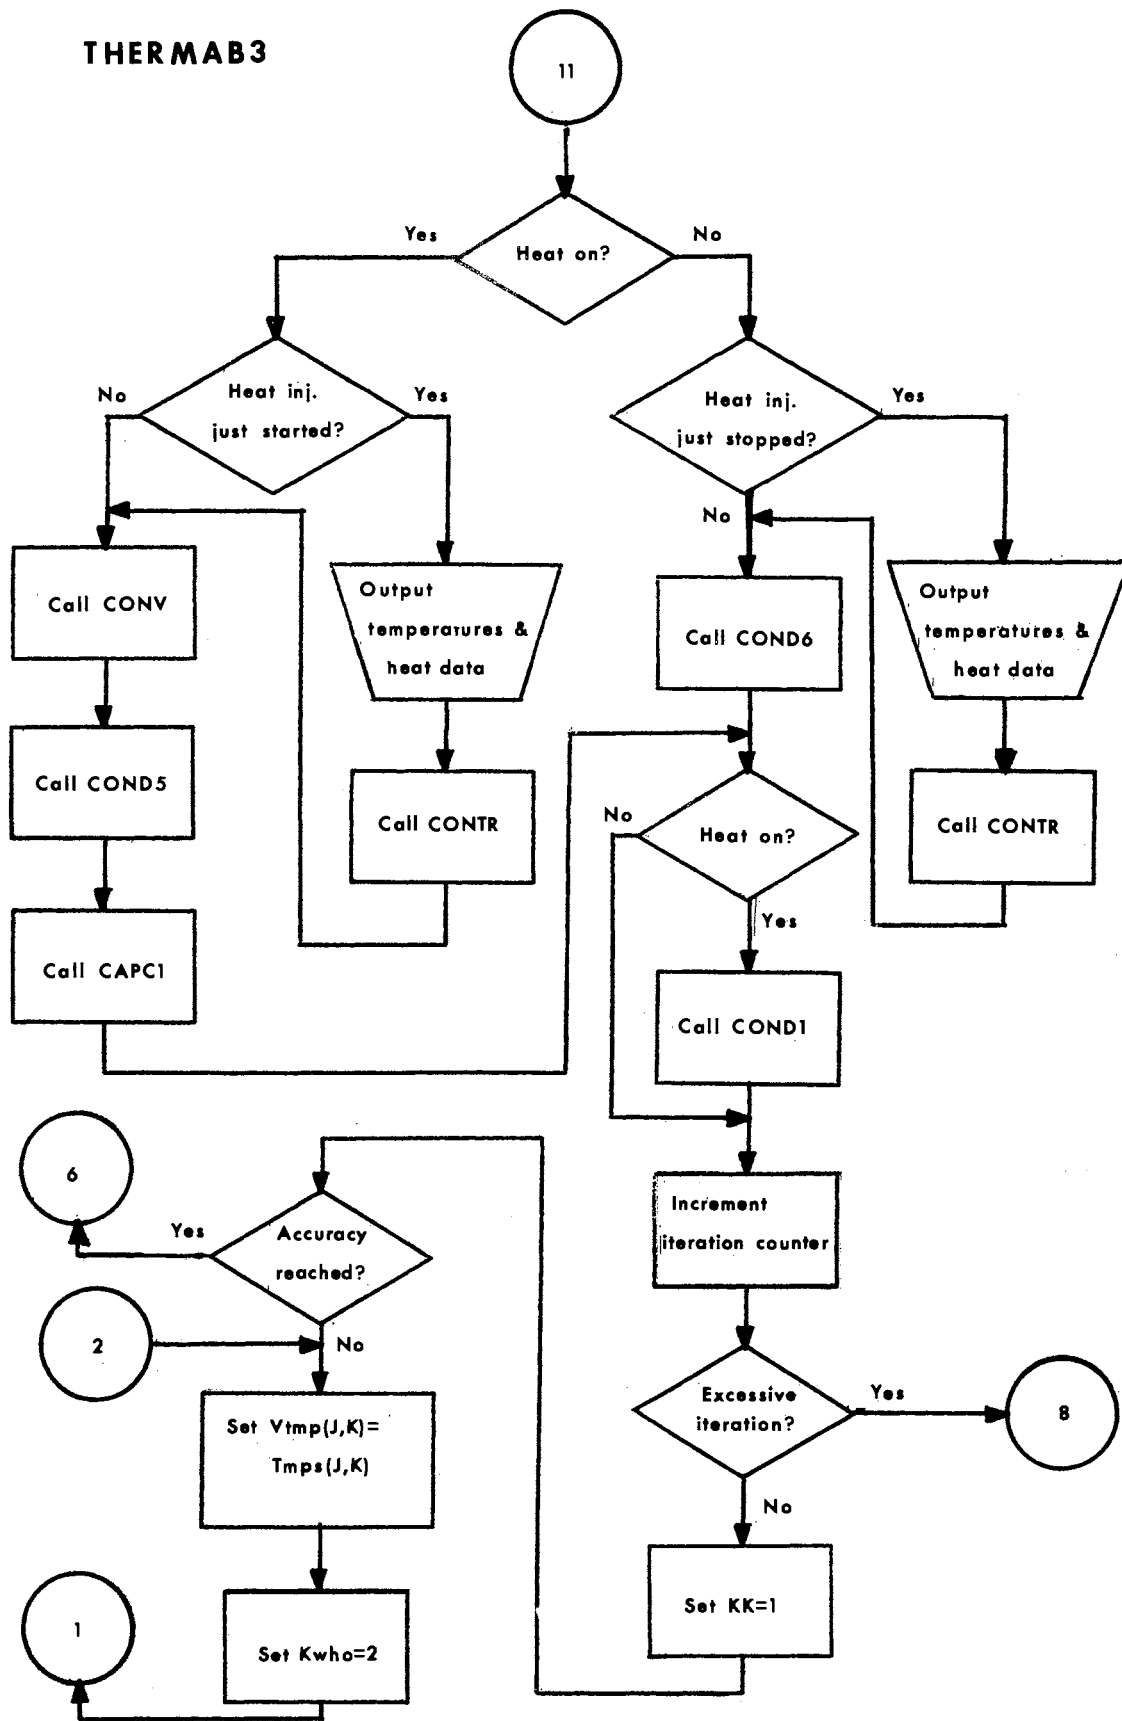 THERMAB3
11
Yes
Heat on?
No
No
Heat inj.
just started?
Yes
Heat inj.
just stopped?
Yes
No
Call CONV
Output
temperatures &
heat data
Call COND6
Output
temperatures &
heat data
Call COND5
Call CONTR
No
Heat on?
Call CONTR
Yes
Call CAPC1
Call COND1
6
Yes
Accuracy
reached?
Increment
iteration counter
2
No
Set Vtmp(J,K)=
Tmps(J,K)
Excessive
iteration?
Yes
8
No
1
Set Kwho=2
Set KK=1